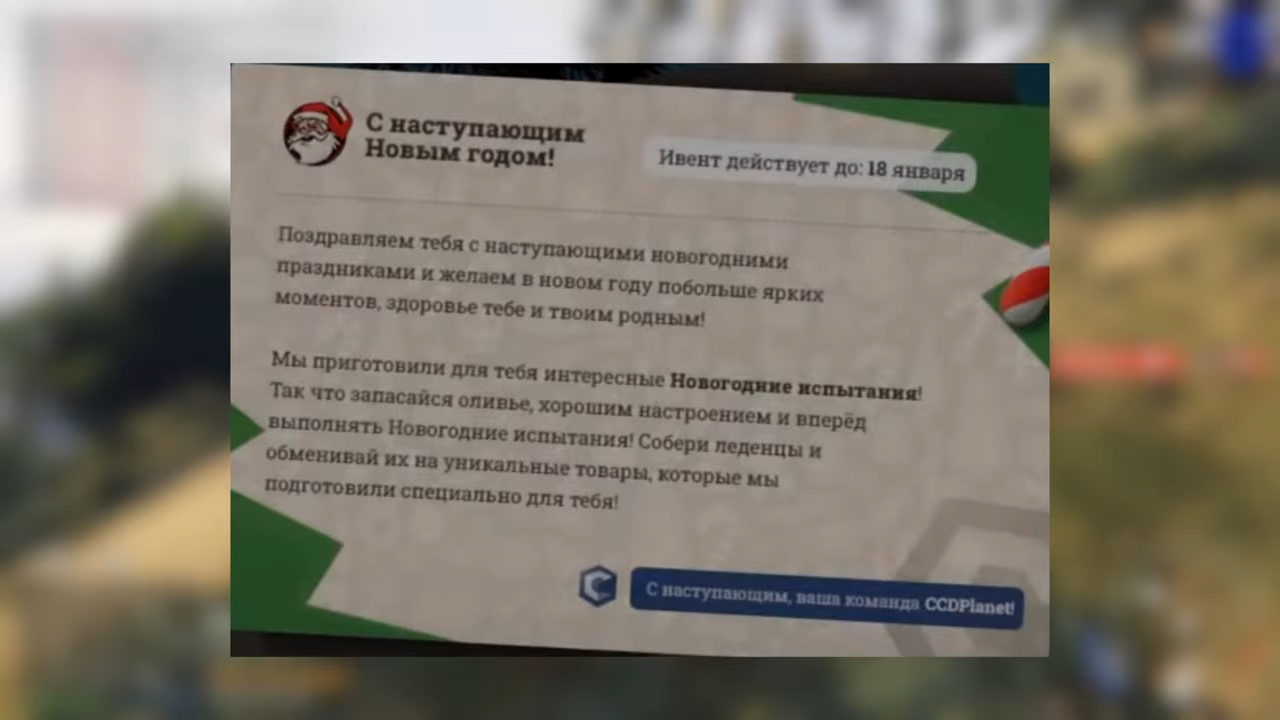 С наступающим
Новым годом!
Ивент действует до: 18 января
Поздравляем тебя с наступающими новогодними
праздниками и желаем в новом году побольше ярких
моментов, здоровье тебе и твоим родным!
Мы приготовили для тебя интересные Новогодние испытания!
Так что запасайся оливье, хорошим настроением и вперёд
выполнять Новогодние испытания! Собери леденцы и
обменивай их на уникальные товары, которые мы
подготовили специально для тебя!
С наступающим, ваша команда CCDPlanet!